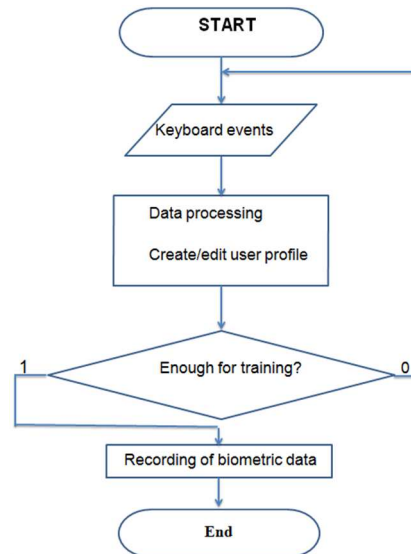 START
Keyboard events
Data processing
Create/edit user profile
1
Enough for training?
0
Recording of biometric data
End